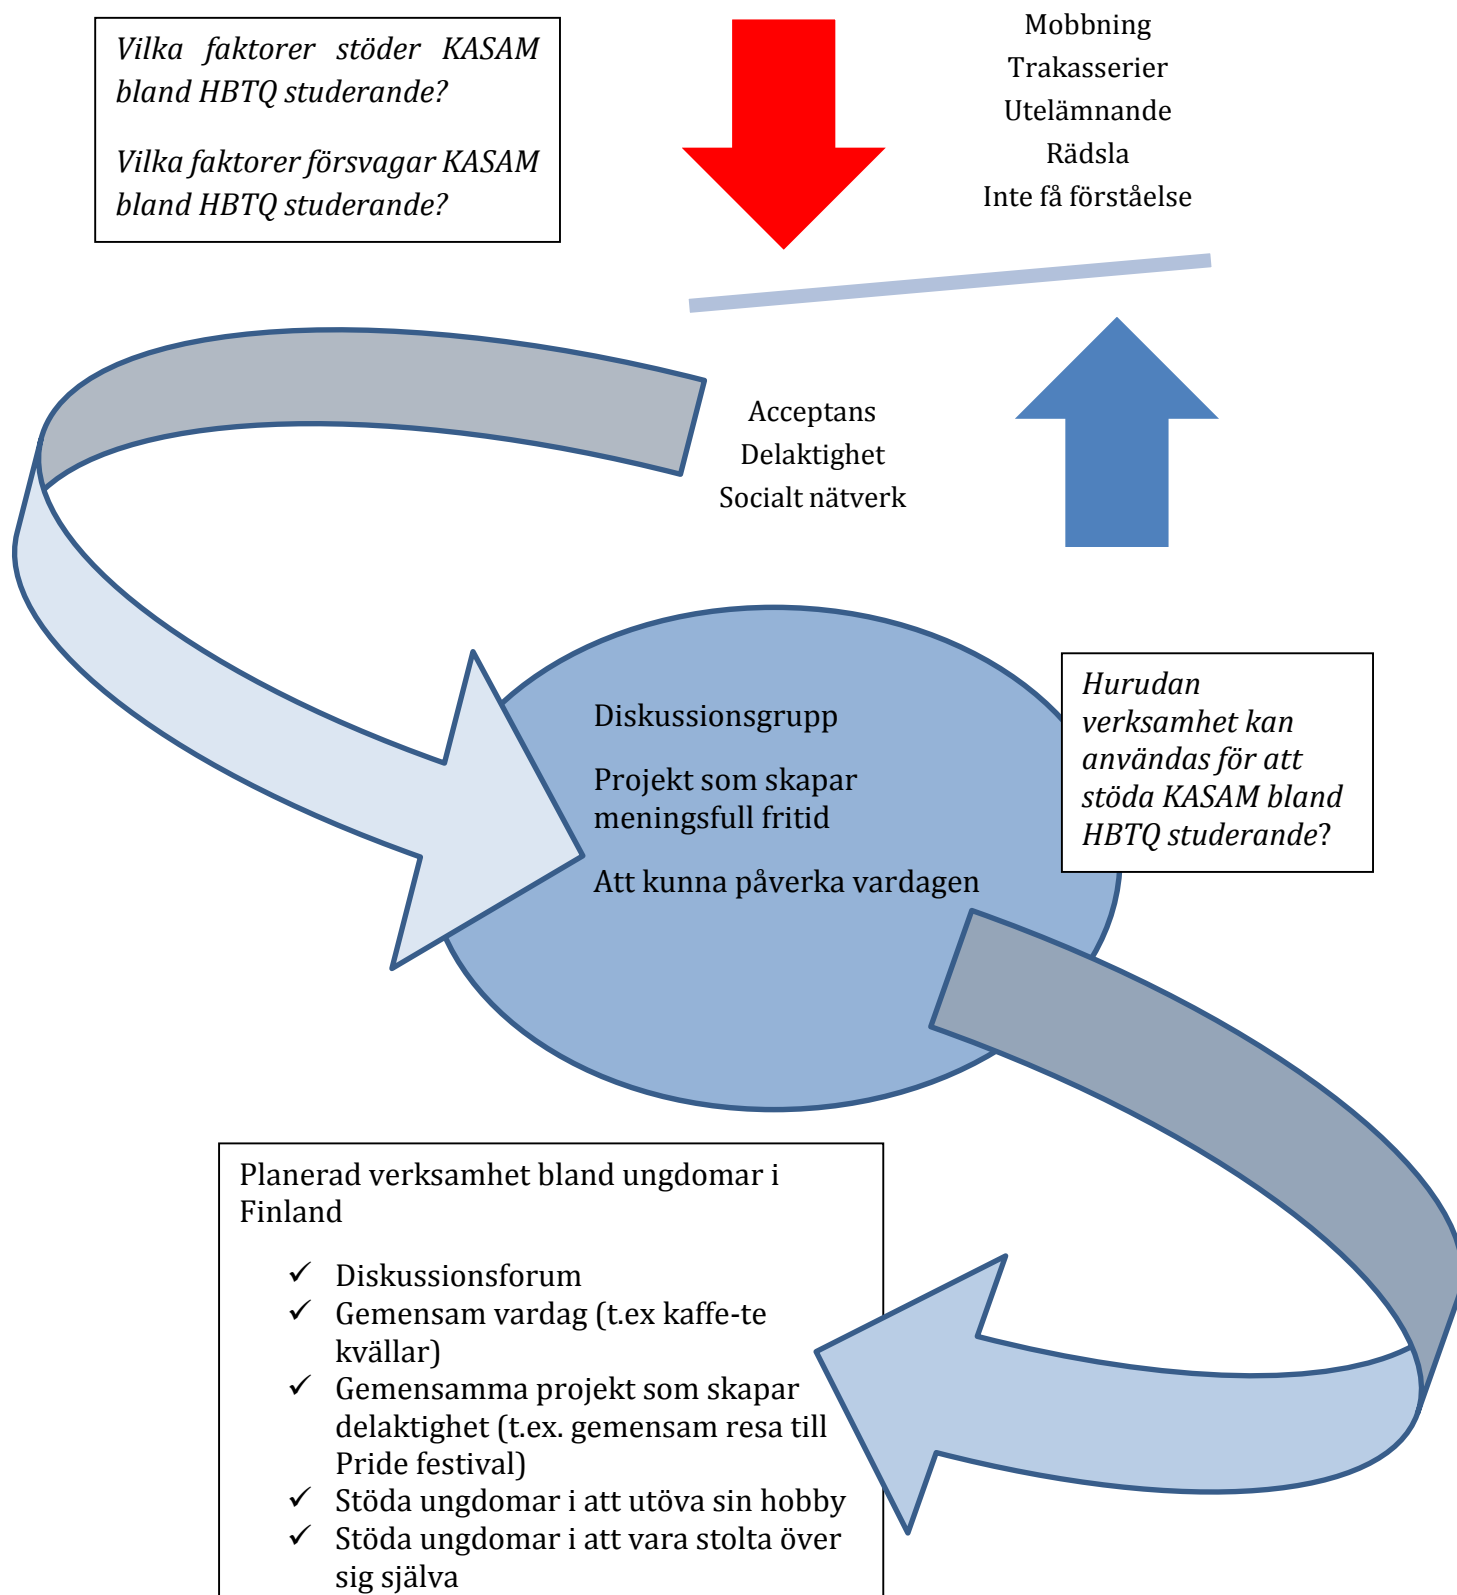 Vilka faktorer stöder KASAM
bland HBTQ studerande?
Vilka faktorer försvagar KASAM
bland HBTQ studerande?
Mobbning
Trakasserier
Utelämnande
Rädsla
Inte få förståelse
Acceptans
Delaktighet
Socialt nätverk
Diskussionsgrupp
Projekt som skapar
meningsfull fritid
Att kunna påverka vardagen
Hurudan
verksamhet kan
användas för att
stöda KASAM bland
HBTQ studerande?
Planerad verksamhet bland ungdomar i
Finland
✓ Diskussionsforum
✓ Gemensam vardag (t.ex kaffe-te
kvällar)
✓ Gemensamma projekt som skapar
delaktighet (t.ex. gemensam resa till
Pride festival)
✓ Stöda ungdomar i att utöva sin hobby
✓ Stöda ungdomar i att vara stolta över
sig själva